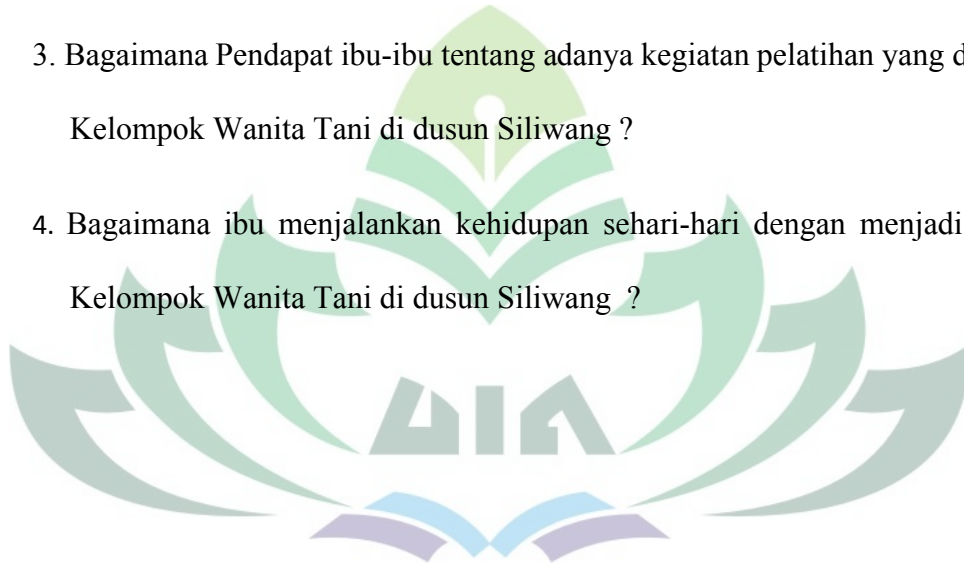 3. Bagaimana Pendapat ibu-ibu tentang adanya kegiatan pelatihan yang
Kelompok Wanita Tani di dusun Siliwang ?
4. Bagaimana ibu menjalankan kehidupan sehari-hari dengan menjadi
Kelompok Wanita Tani di dusun Siliwang ?
UIN